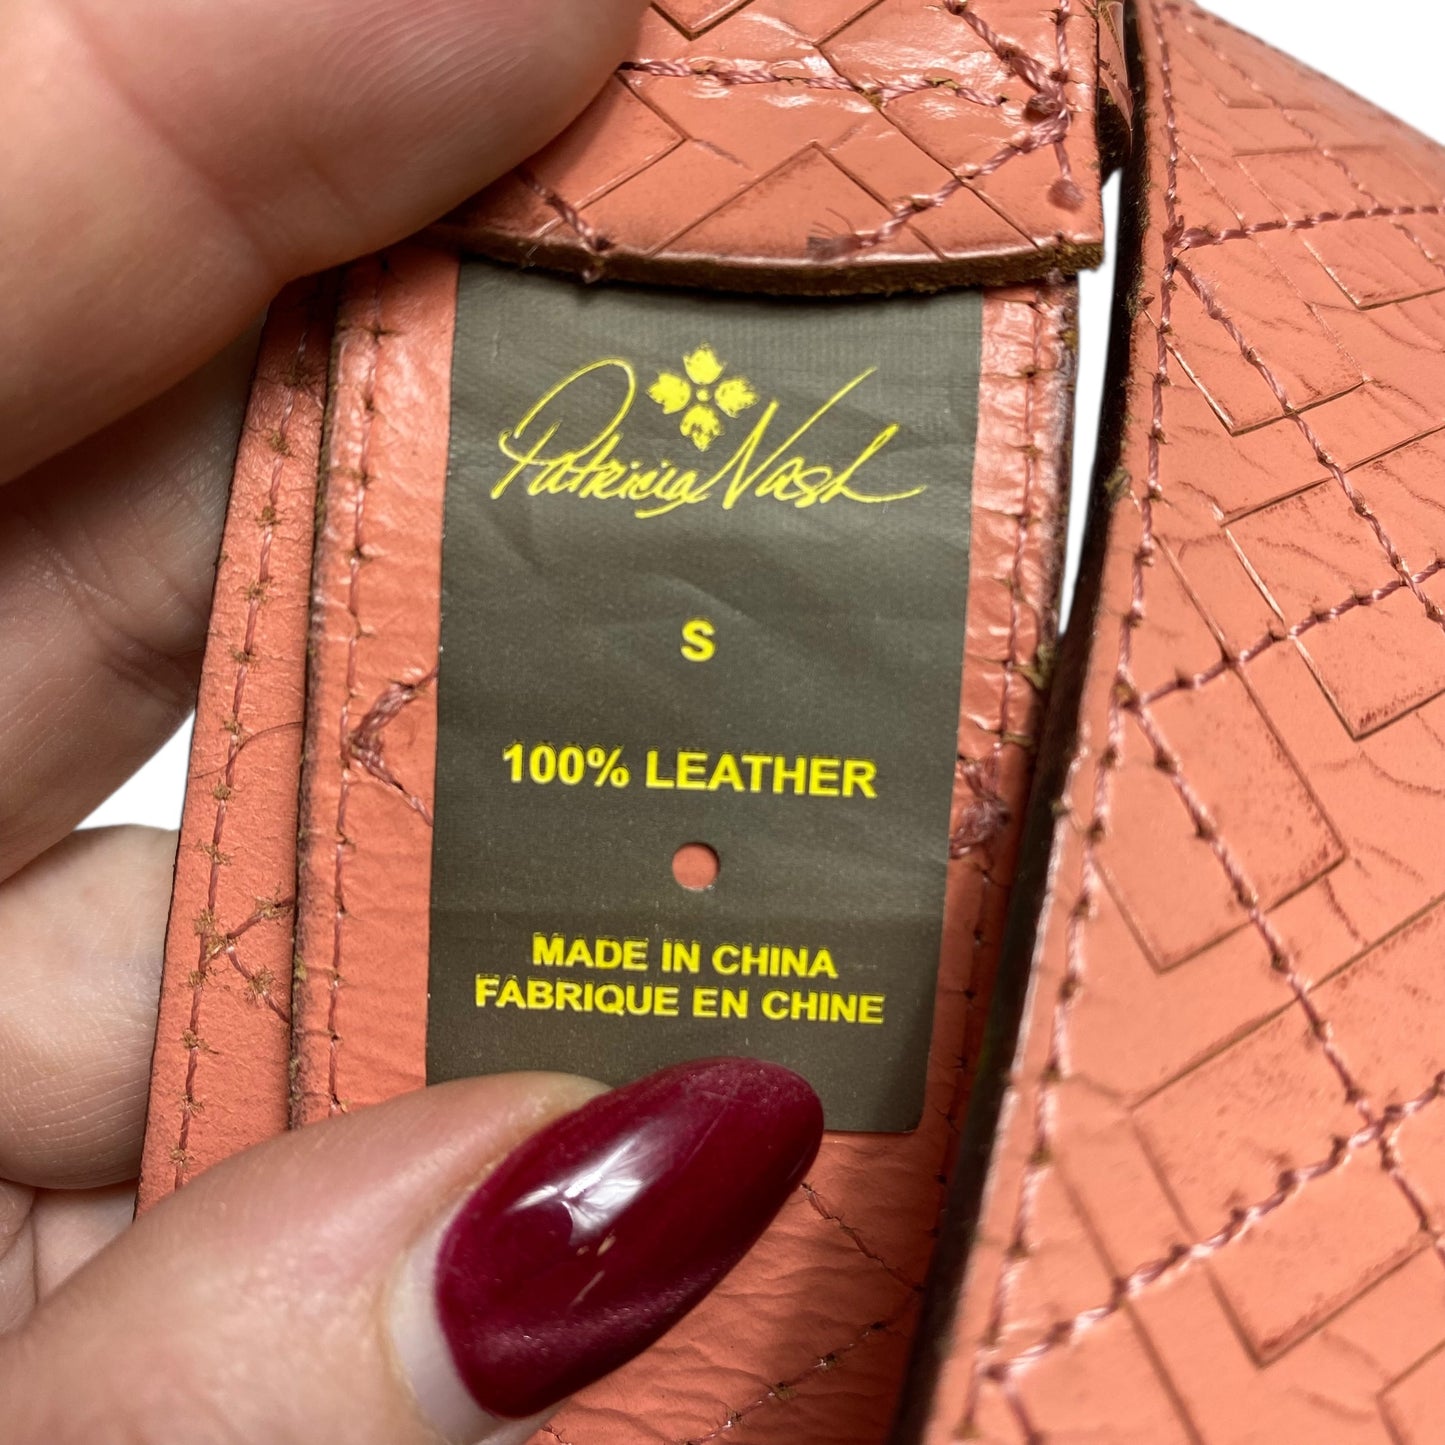 Patricia Nash
S
100% LEATHER
MADE IN CHINA
FABRIQUE EN CHINE